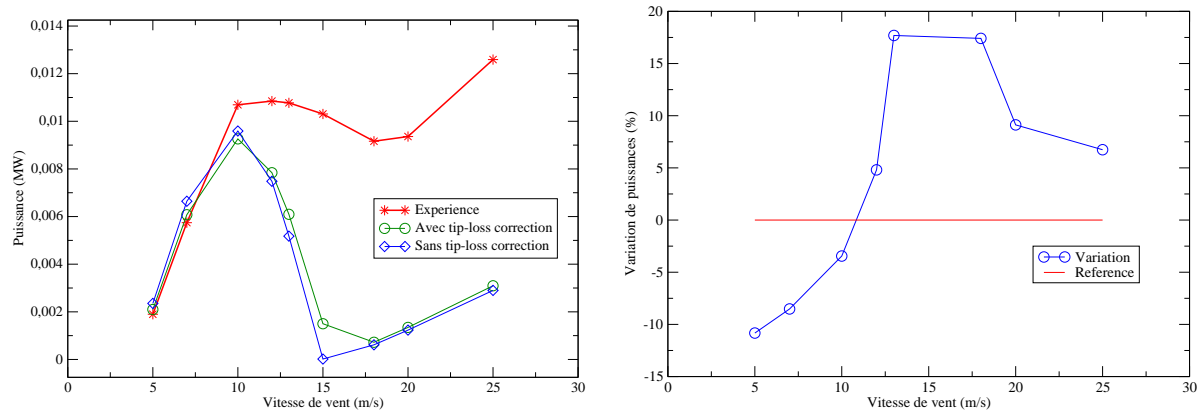 0,014
0,012
0,01
0,008
0,006
0,004
0,002
0
Puissance (MW)
Experience
Avec tip-loss correction
Sans tip-loss correction
0 5 10 15 20 25 30
Vitesse de vent (m/s)
20
15
10
5
0
-5
-10
-15
Variation de puissances (%)
Variation
Reference
0 5 10 15 20 25 30
Vitesse de vent (m/s)